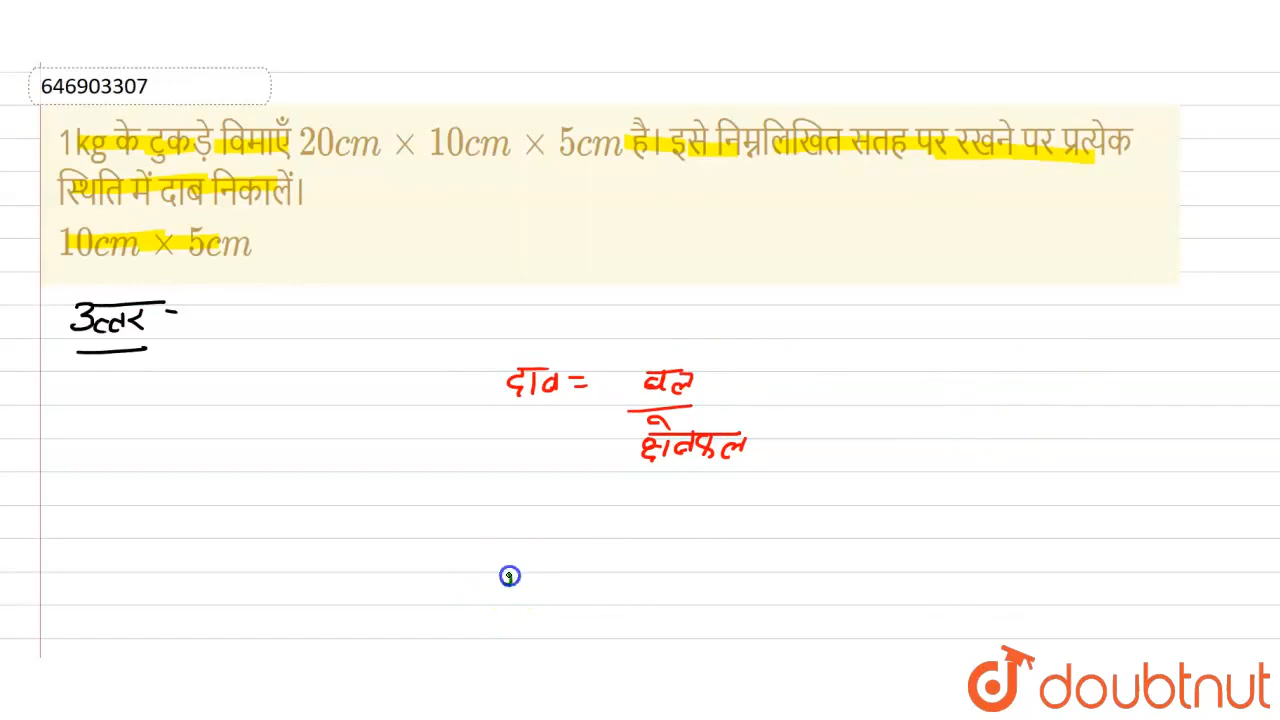 646903307
1kg के टुकड़े विमाएँ 20cm × 10cm × 5cm है। इसे निम्नलिखित सतह पर रखने पर प्रत्येक
स्थिति में दाब निकालें।
10cm × 5cm
उत्तर -
दाब = बल
क्षेत्रफल
doubtnut